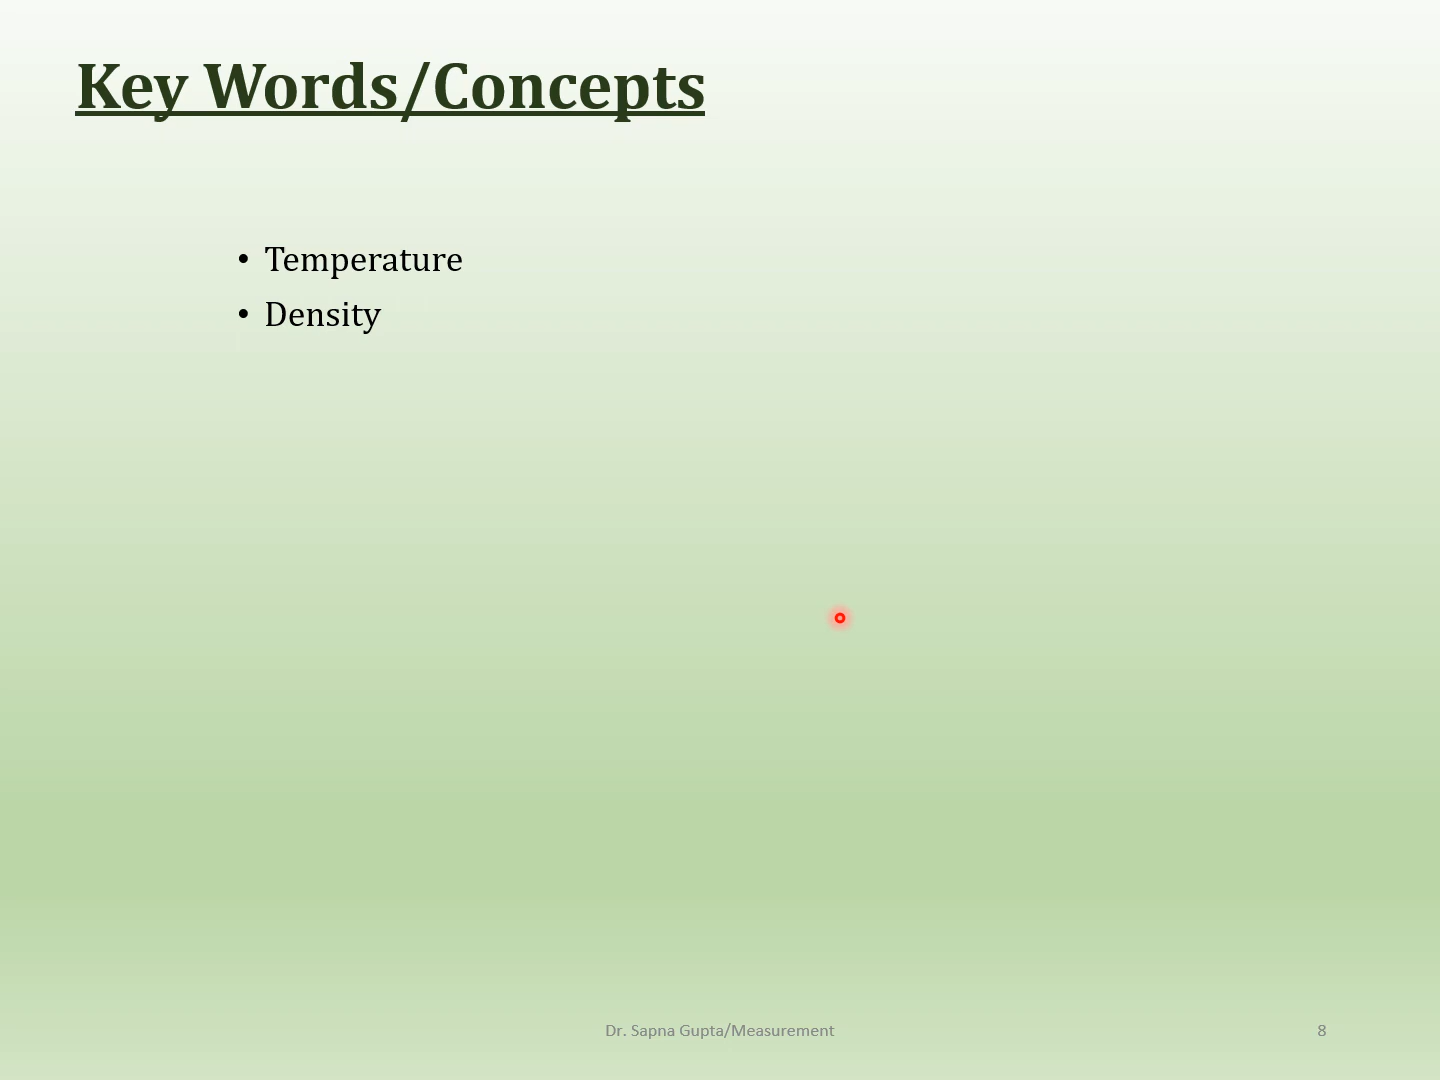 Key Words/Concepts
• Temperature
• Density
Dr. Sapna Gupta/Measurement
8